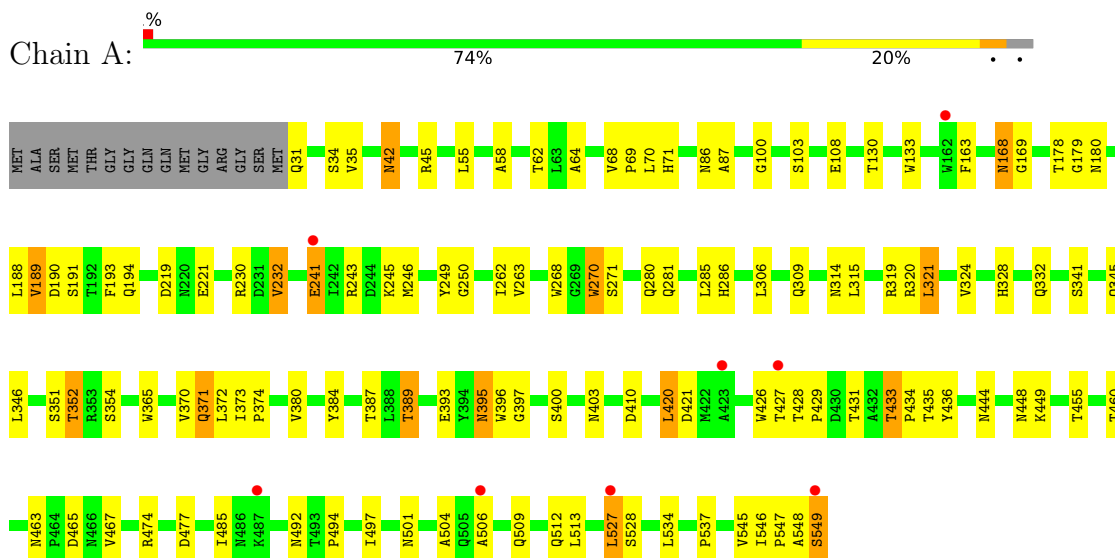 .%
Chain A:
74% 20% • •
MET ALA SER MET THR GLY GLY GLN GLN MET GLY ARG GLY SER MET Q31 S34 V35 N42 R45 L55 A58 T62 L63 A64 V68 P69 L70 H71 N86 A87 G100 S103 E108 T130 W133 W162 F163 N168 G169 T178 G179 N180
L188 V189 D190 S191 T192 F193 Q194 D219 N220 E221 R230 D231 V232 E241 I242 R243 D244 K245 M246 Y249 G250 I262 V263 W268 G269 W270 S271 Q280 Q281 L285 H286 L306 Q309 N314 L315 R319 R320 L321 V324 H328 Q332 S341
L346 S351 T352 R353 S354 W365 V370 Q371 L372 I373 P374 V380 Y384 T387 L388 T389 E393 Y394 N395 W396 G397 S400 N403 D410 L420 D421 M422 A423 W426 T427 T428 P429 D430 T431 A432 T433 P434 T435 Y436 N444 N448 K449 T455
N463 P464 D465 N466 V467 R474 D477 I485 N486 K487 N492 T493 P494 I497 N501 A504 Q505 A506 Q509 Q512 L513 L527 S528 L534 P537 V545 I546 P547 A548 S549